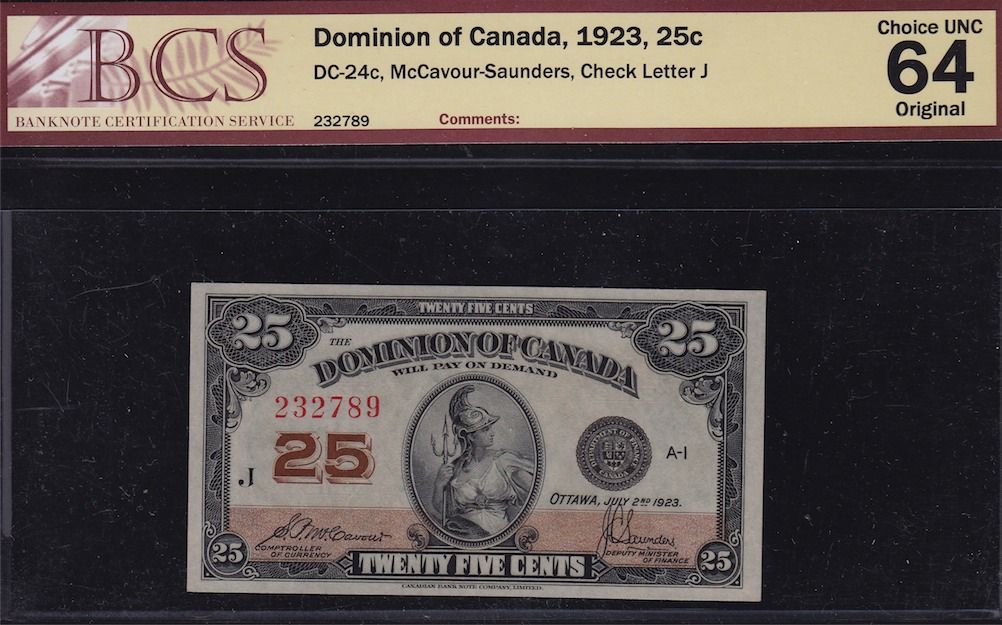 BCS
BANKNOTE CERTIFICATION SERVICE
Dominion of Canada, 1923, 25c
DC-24c, McCavour-Saunders, Check Letter J
232789
Comments:
Choice UNC
64
Original
TWENTY FIVE CENTS
25
25
THE
DOMINION OF CANADA
WILL PAY ON DEMAND
232789
25
J
A-1
OTTAWA, JULY 2ND 1923.
S.P. McCavour
COMPTROLLER
OF CURRENCY
J.C. Saunders
DEPUTY MINISTER
OF FINANCE
25
TWENTY FIVE CENTS
25
CANADIAN BANK NOTE COMPANY, LIMITED.